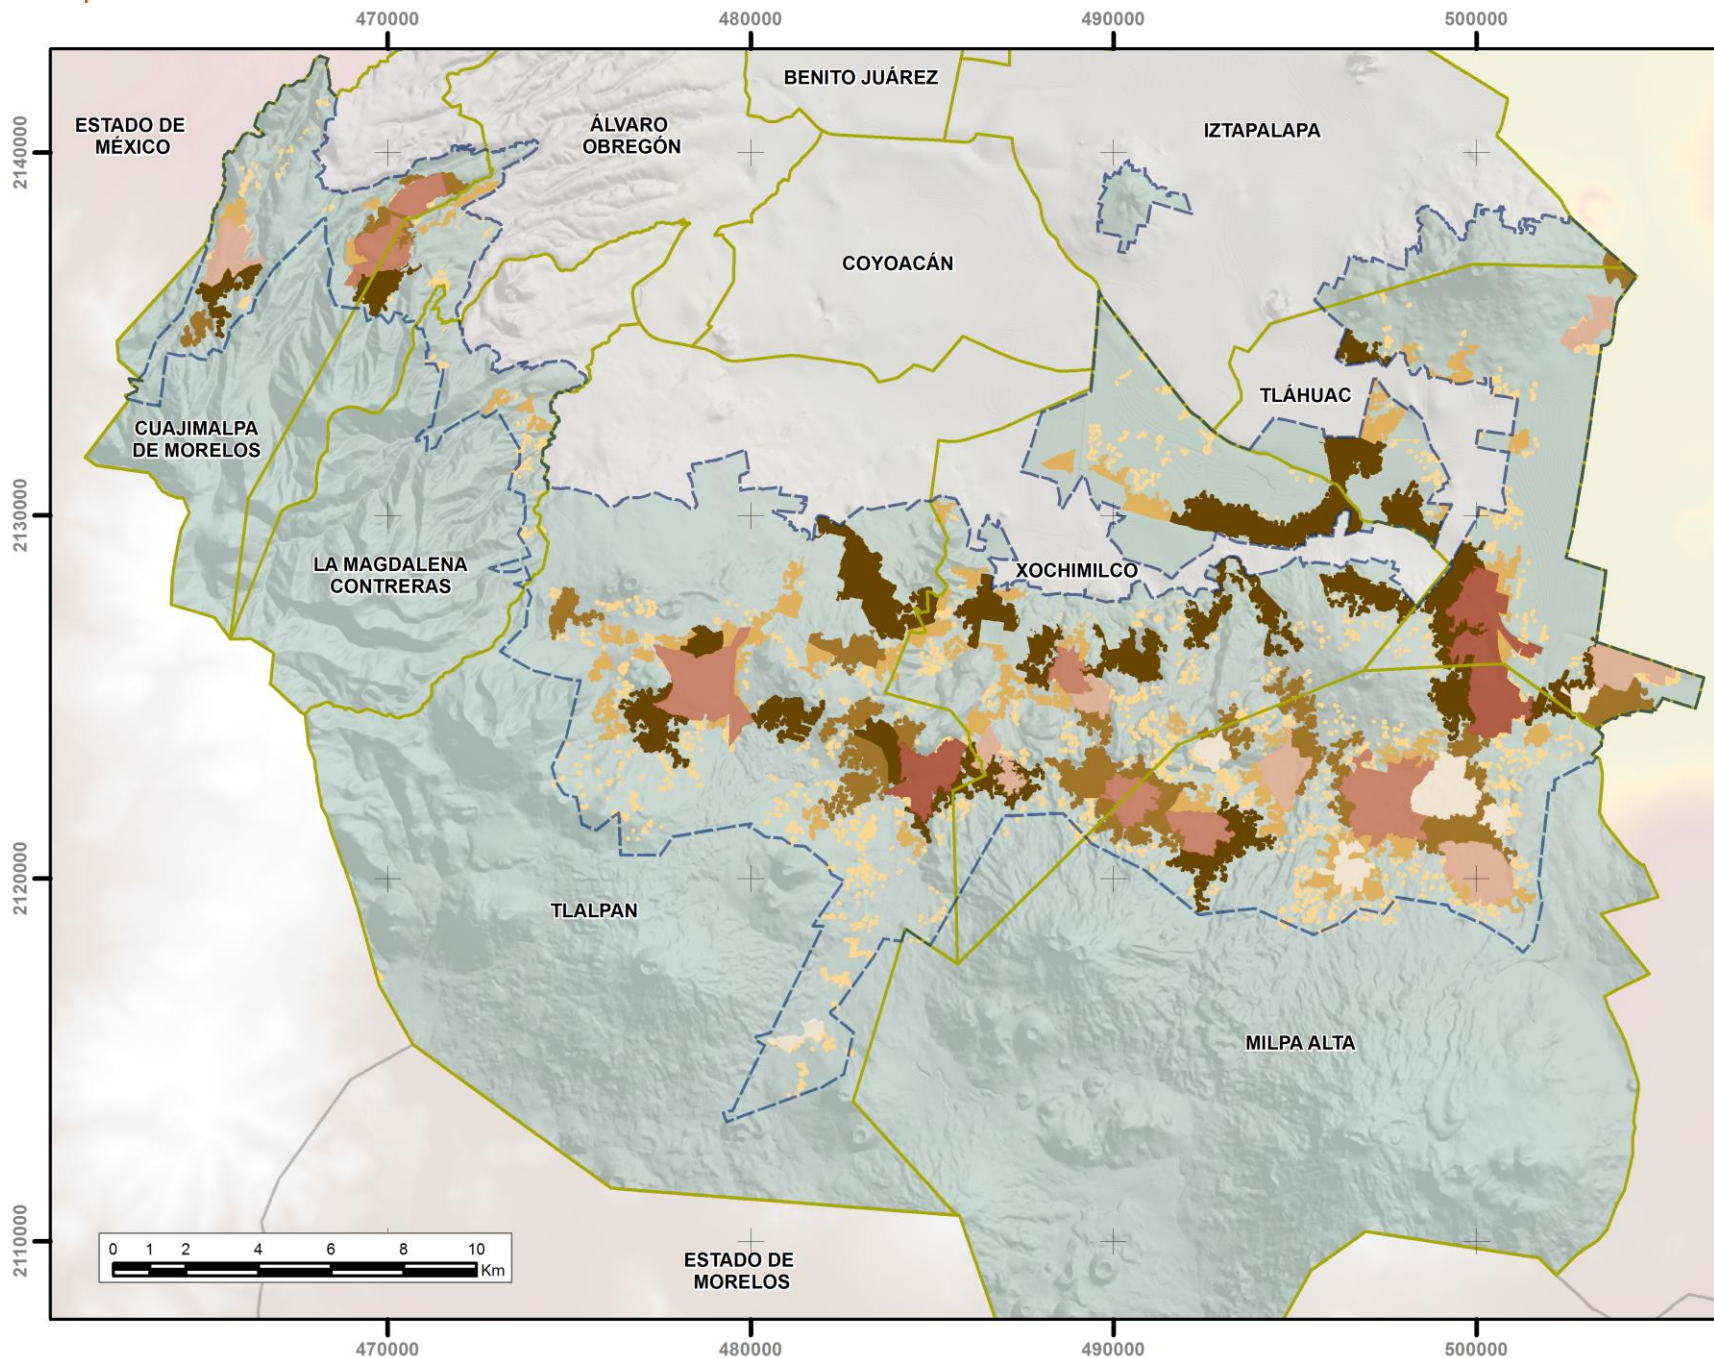 470000
480000
490000
500000
BENITO JUÁREZ
ESTADO DE
MÉXICO
ÁLVARO
OBREGÓN
IZTAPALAPA
2140000
COYOACÁN
TLÁHUAC
CUAJIMALPA
DE MORELOS
2130000
LA MAGDALENA
CONTRERAS
XOCHIMILCO
2120000
TLALPAN
MILPA ALTA
2110000
0 1 2 4 6 8 10
Km
ESTADO DE
MORELOS
470000
480000
490000
500000